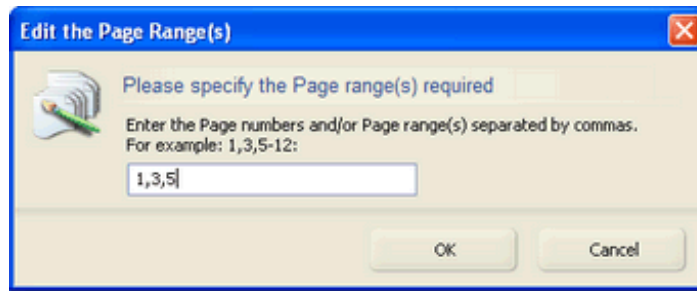 Edit the Page Range(s)
Please specify the Page range(s) required
Enter the Page numbers and/or Page range(s) separated by commas.
For example: 1,3,5-12:
1,3,5
OK
Cancel